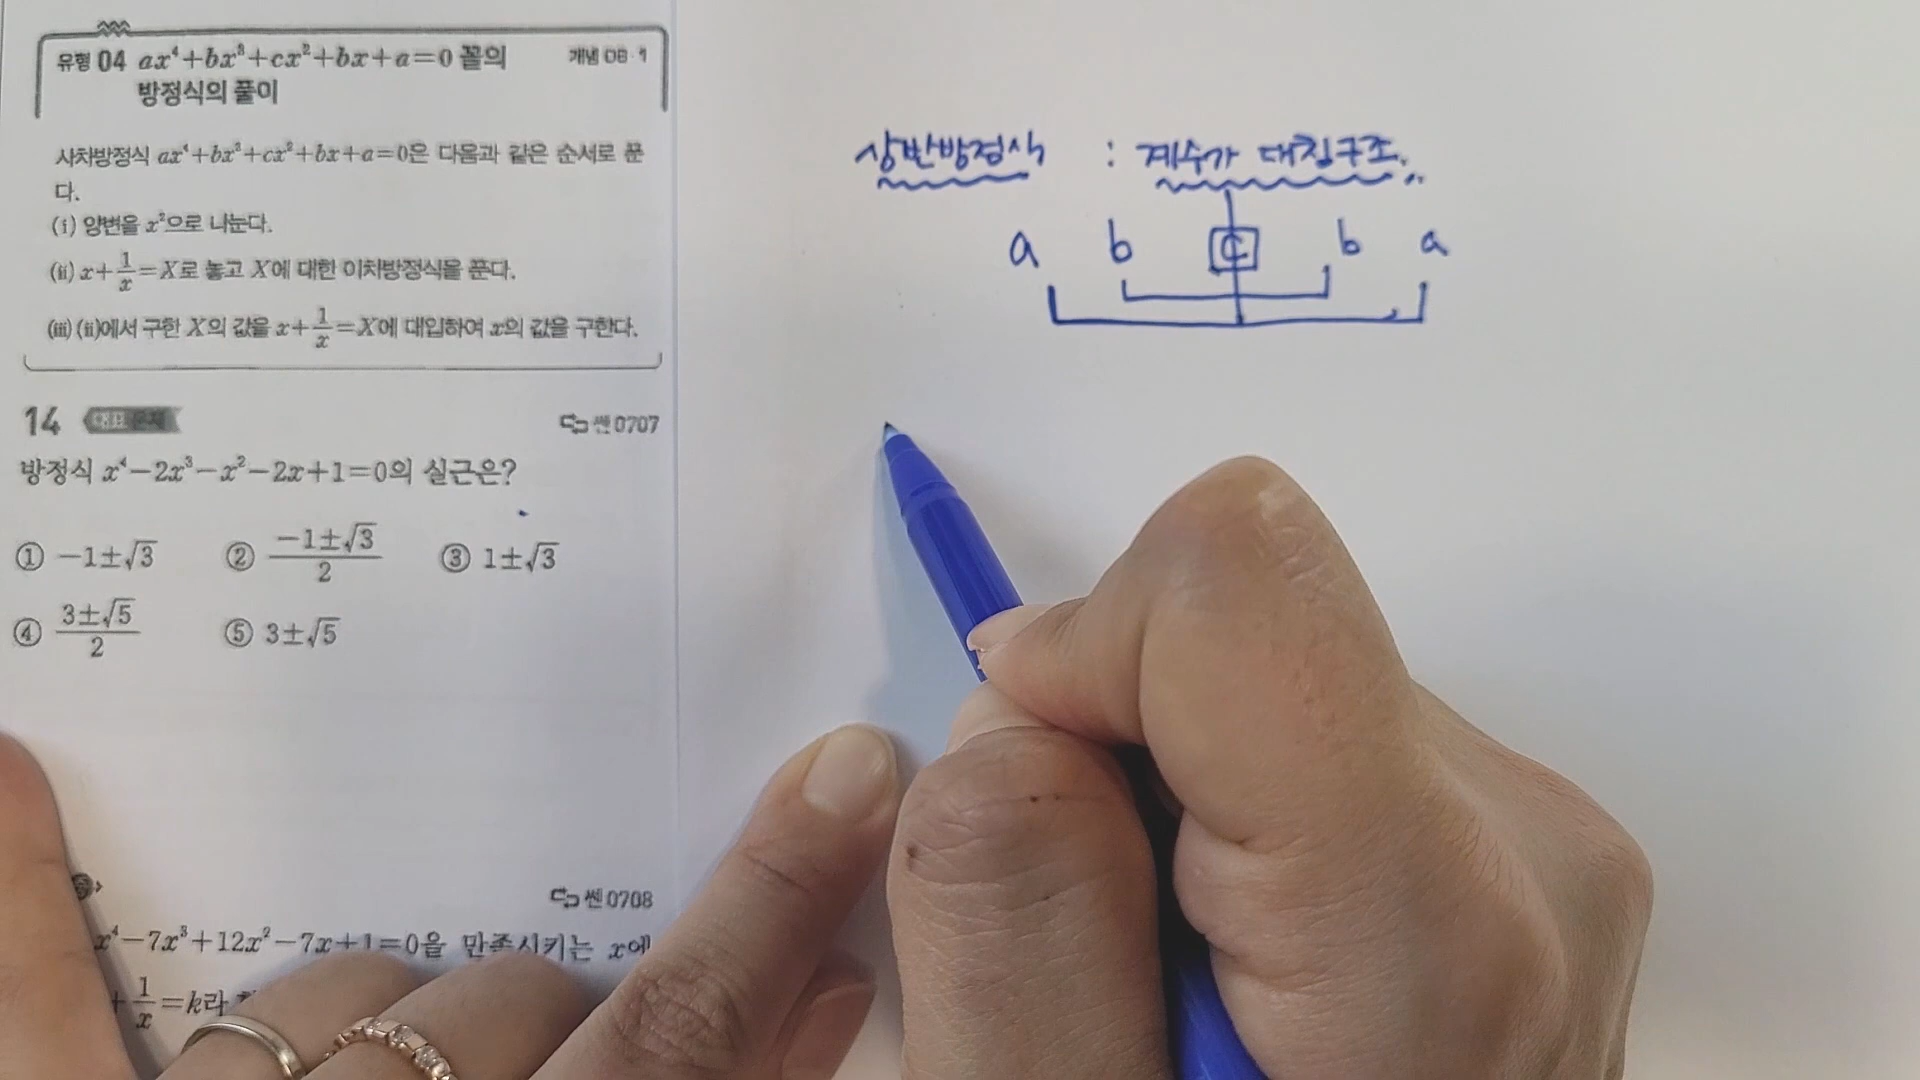 유형 04 ax⁴+bx³+cx²+bx+a=0 꼴의 개념 08·1
방정식의 풀이
사차방정식 ax⁴+bx³+cx²+bx+a=0은 다음과 같은 순서로 푼
다.
(i) 양변을 x²으로 나눈다.
(ii) x+1/x=X로 놓고 X에 대한 이차방정식을 푼다.
(iii) (ii)에서 구한 X의 값을 x+1/x=X에 대입하여 x의 값을 구한다.
14 대표 문제 쎈 0707
방정식 x⁴-2x³-x²-2x+1=0의 실근은?
① -1±√3 ② (-1±√3)/2 ③ 1±√3
④ (3±√5)/2 ⑤ 3±√5
쎈 0708
x⁴-7x³+12x²-7x+1=0을 만족시키는 x에
+1/x=k라
상반방정식 : 계수가 대칭구조.
a b c b a